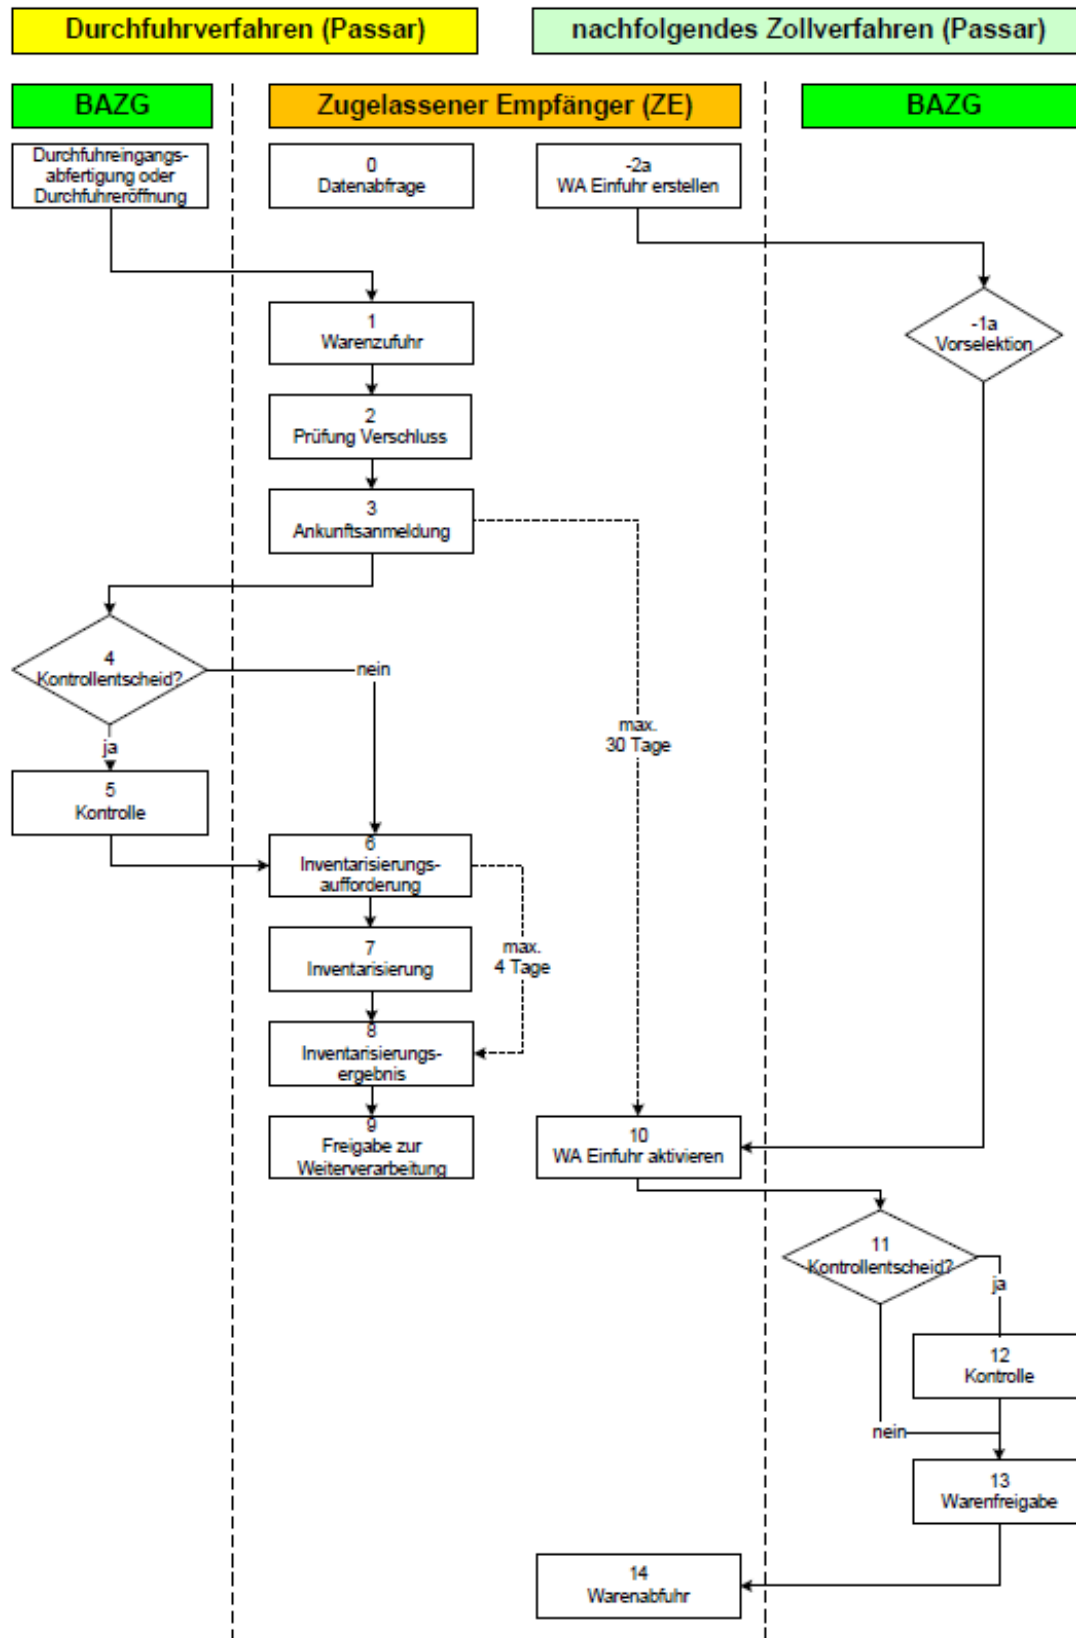 Durchfuhrverfahren (Passar)
nachfolgendes Zollverfahren (Passar)
BAZG
Zugelassener Empfänger (ZE)
BAZG
Durchfuhreingangs-
abfertigung oder
Durchfuhreröffnung
0
Datenabfrage
-2a
WA Einfuhr erstellen
1
Warenzufuhr
-1a
Vorselektion
2
Prüfung Verschluss
3
Ankunftsanmeldung
4
Kontrollentscheid?
nein
ja
max.
30 Tage
5
Kontrolle
6
Inventarisierungs-
aufforderung
7
Inventarisierung
max.
4 Tage
8
Inventarisierungs-
ergebnis
9
Freigabe zur
Weiterverarbeitung
10
WA Einfuhr aktivieren
11
Kontrollentscheid?
ja
12
Kontrolle
nein
13
Warenfreigabe
14
Warenabfuhr